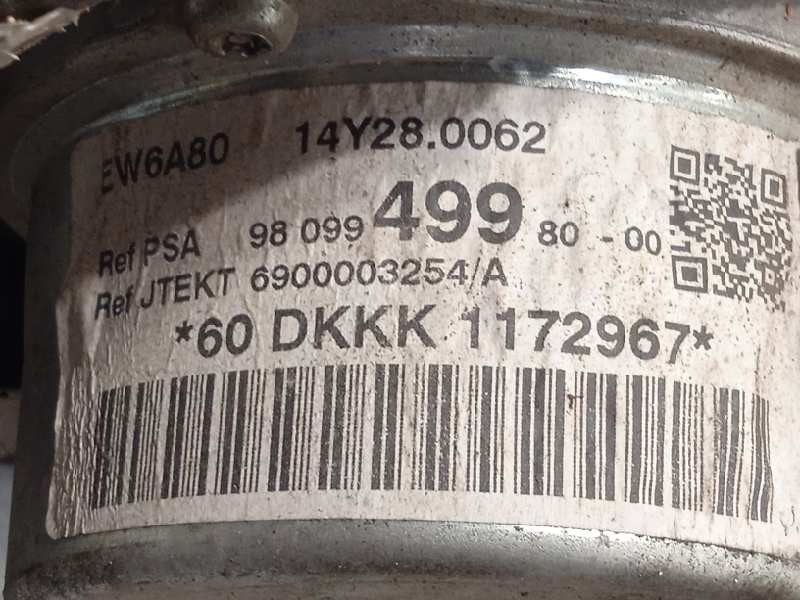 EW6A80 14Y28.0062
Ref PSA 98 099 499 80 - 00
Ref JTEKT 6900003254/A
*60 DKKK 1172967*